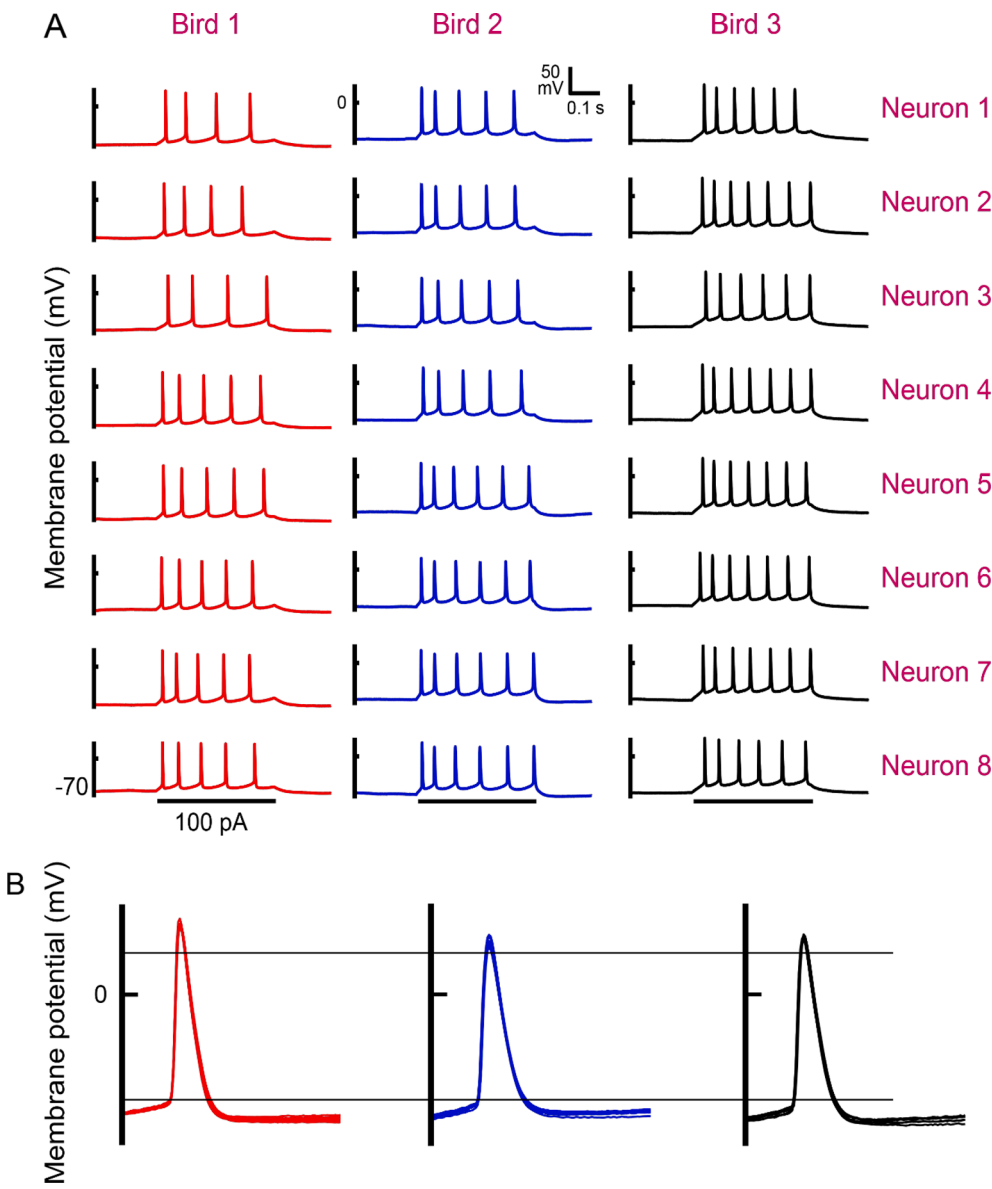 A
Bird 1
Bird 2
Bird 3
50
mV
0.1 s
0
Neuron 1
Neuron 2
Neuron 3
Neuron 4
Neuron 5
Neuron 6
Neuron 7
Neuron 8
Membrane potential (mV)
-70
100 pA
B
Membrane potential (mV)
0